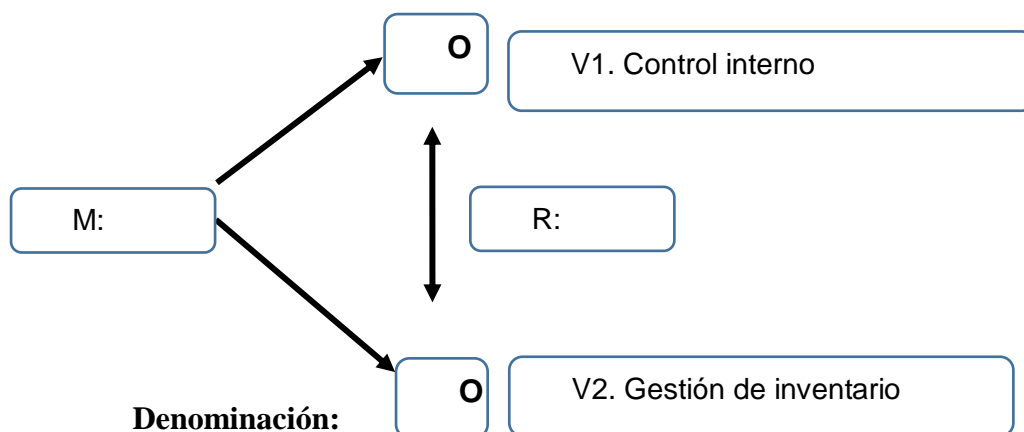 O
V1. Control interno
M:
R:
O
V2. Gestión de inventario
Denominación: